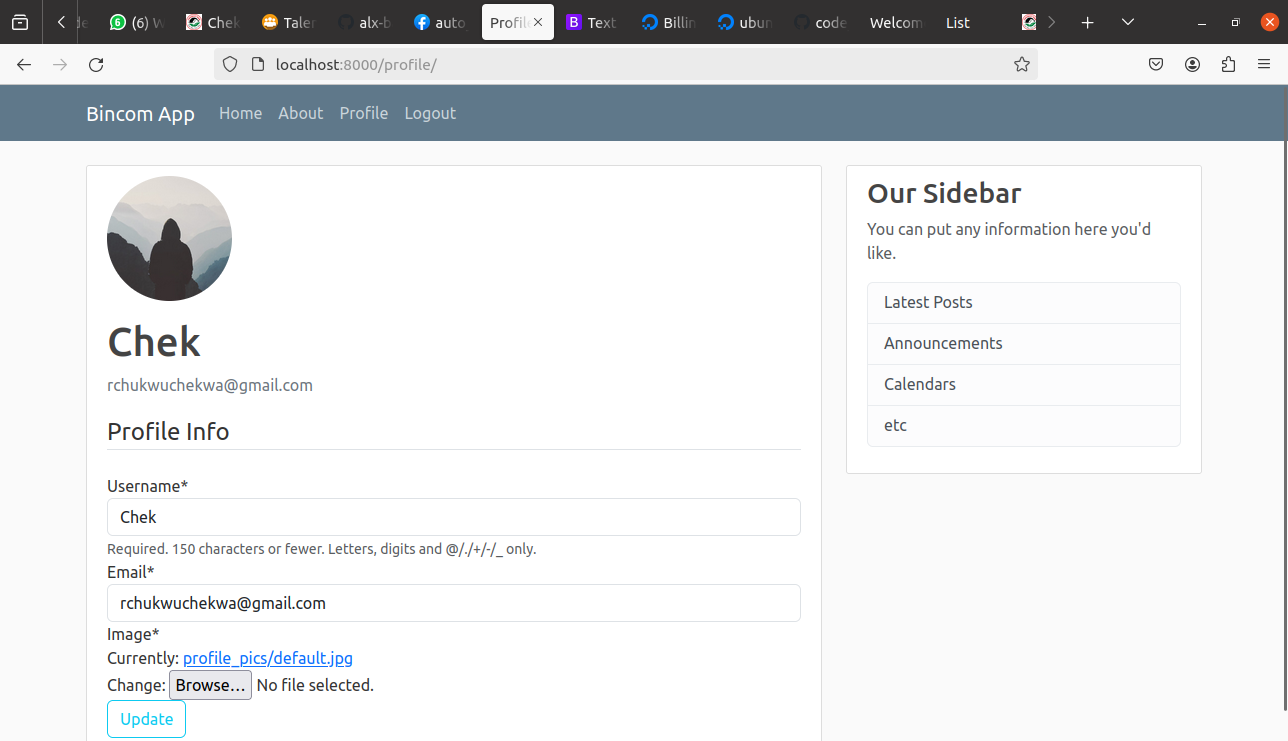 (6) W
Chek
Taler
alx-b
auto
Profile
Text
Billin
ubun
code
Welcom
List
localhost:8000/profile/
Bincom App Home About Profile Logout
Chek
rchukwuchekwa@gmail.com
Profile Info
Username*
Chek
Required. 150 characters or fewer. Letters, digits and @/./+/-/_ only.
Email*
rchukwuchekwa@gmail.com
Image*
Currently: profile_pics/default.jpg
Change: Browse... No file selected.
Update
Our Sidebar
You can put any information here you'd
like.
Latest Posts
Announcements
Calendars
etc